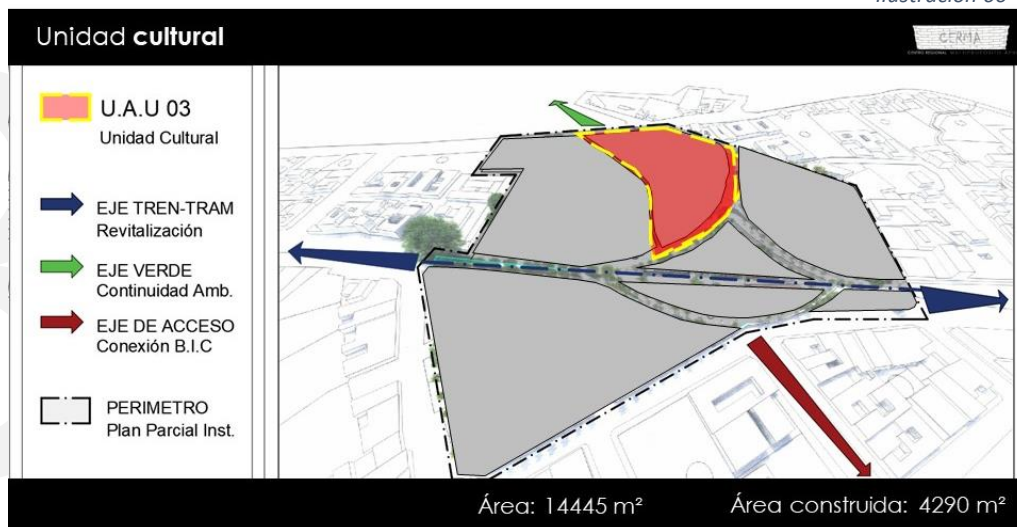 Unidad cultural
CERMA
U.A.U 03
Unidad Cultural
EJE TREN-TRAM
Revitalización
EJE VERDE
Continuidad Amb.
EJE DE ACCESO
Conexión B.I.C
PERIMETRO
Plan Parcial Inst.
Área: 14445 m²
Área construida: 4290 m²